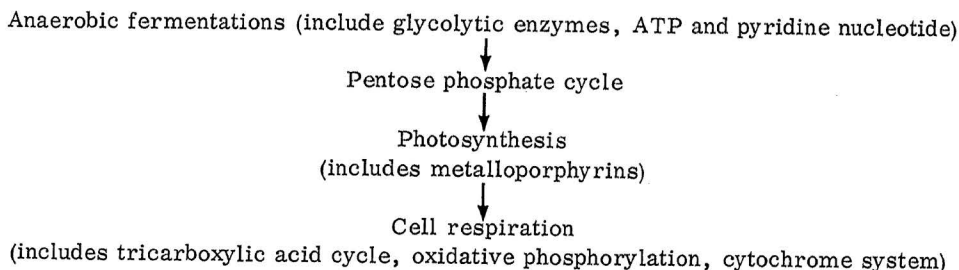 Anaerobic fermentations (include glycolytic enzymes, ATP and pyridine nucleotide)
Pentose phosphate cycle
Photosynthesis
(includes metalloporphyrins)
Cell respiration
(includes tricarboxylic acid cycle, oxidative phosphorylation, cytochrome system)